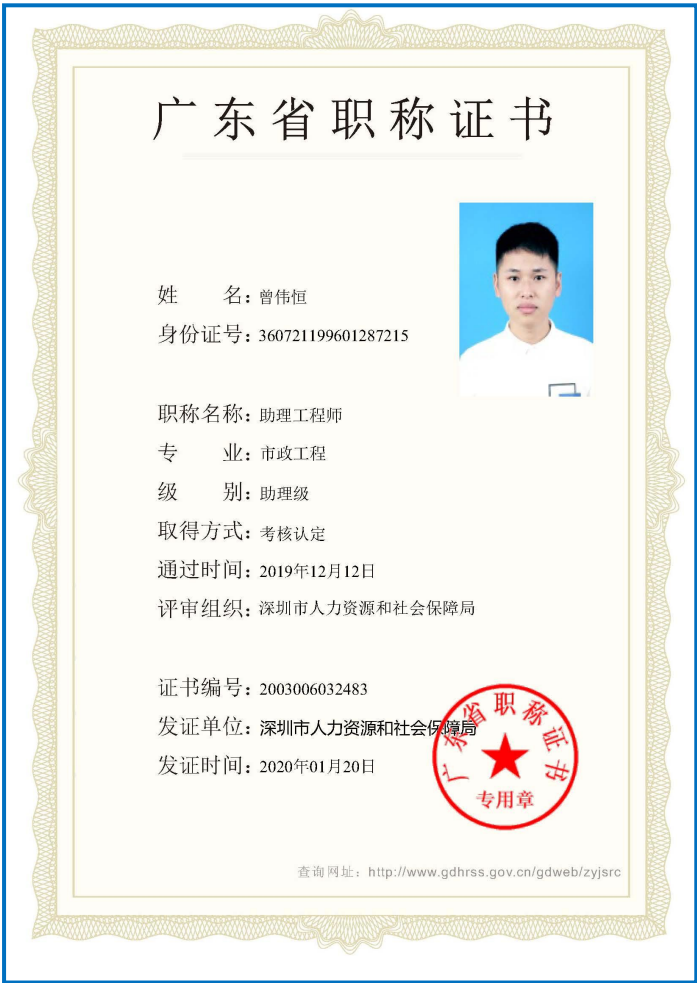 广东省职称证书
姓 名：曾伟恒
身份证号：360721199601287215
职称名称：助理工程师
专 业：市政工程
级 别：助理级
取得方式：考核认定
通过时间：2019年12月12日
评审组织：深圳市人力资源和社会保障局
证书编号：2003006032483
发证单位：深圳市人力资源和社会保障局
发证时间：2020年01月20日
广东省职称证书
专用章
查询网址：http://www.gdhrss.gov.cn/gdweb/zyjsrc